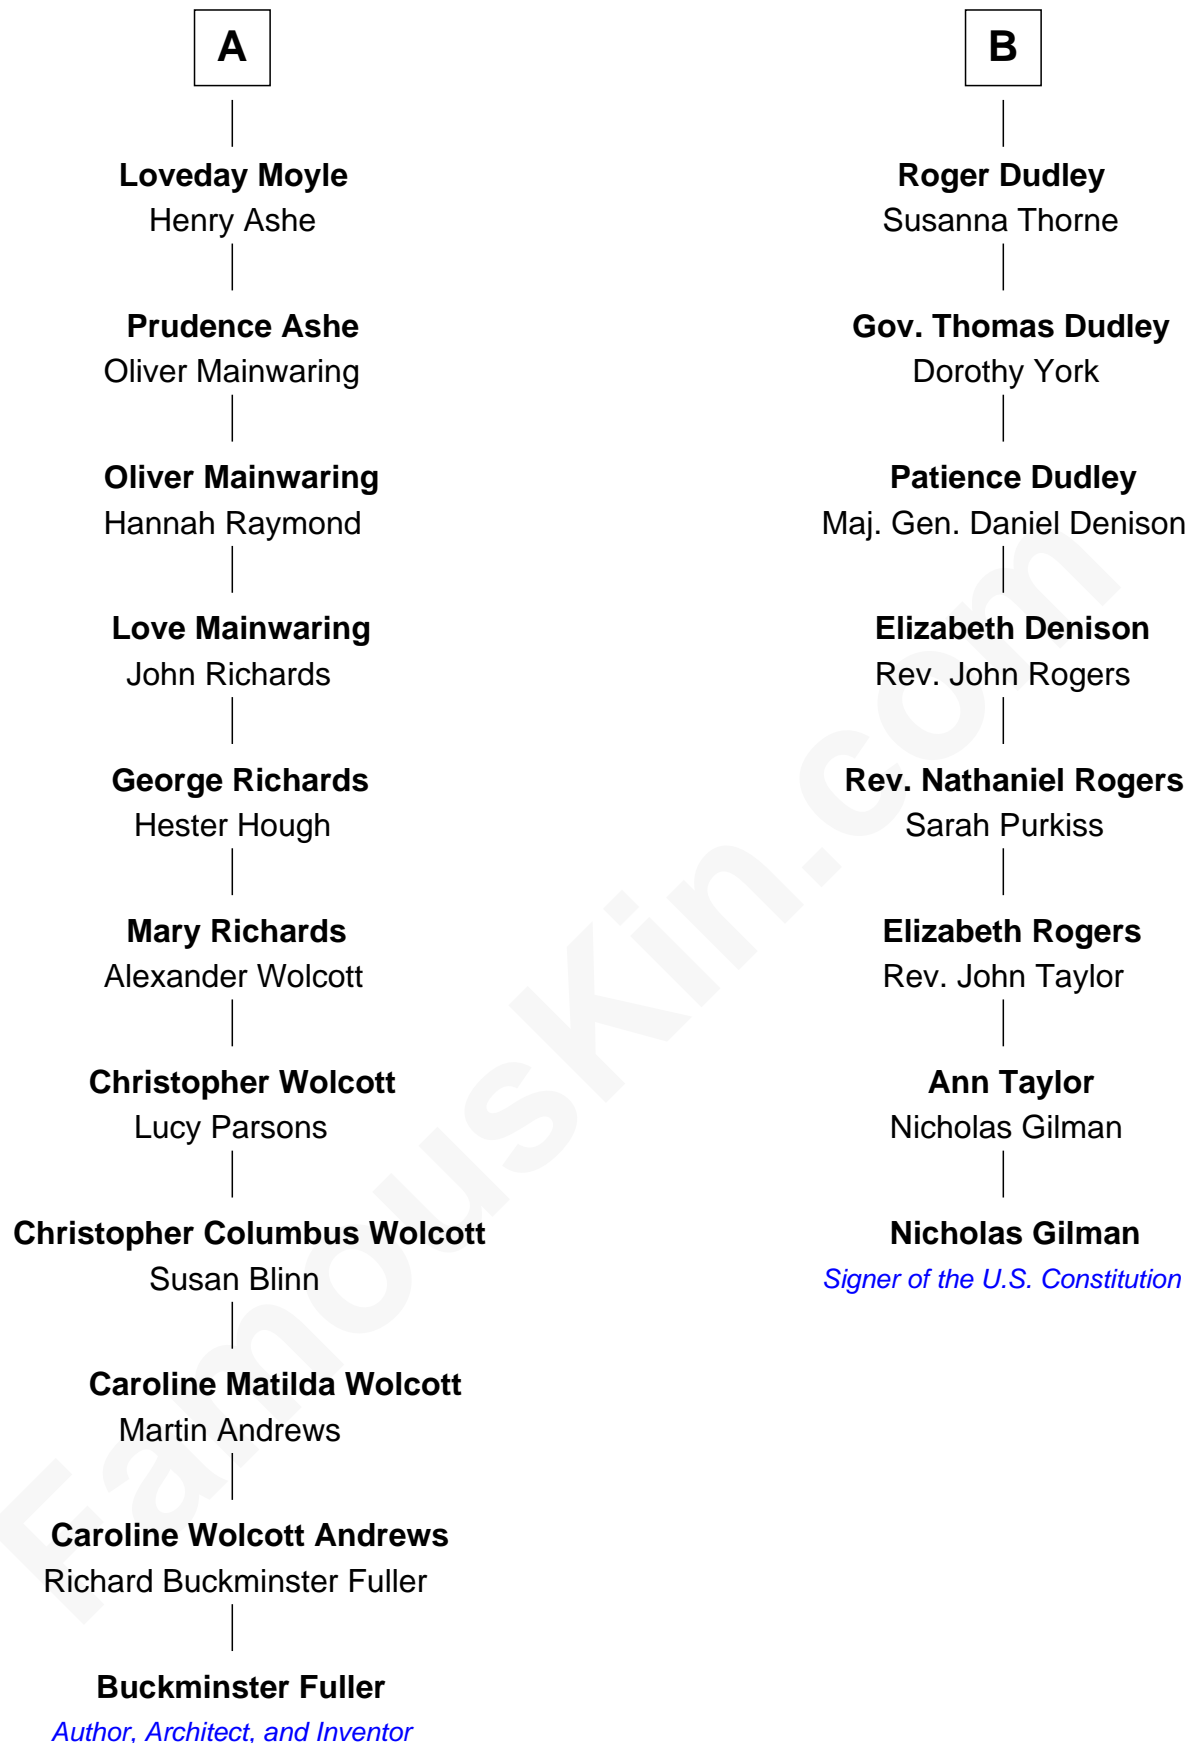 A
Loveday Moyle
Henry Ashe
Prudence Ashe
Oliver Mainwaring
Oliver Mainwaring
Hannah Raymond
Love Mainwaring
John Richards
George Richards
Hester Hough
Mary Richards
Alexander Wolcott
Christopher Wolcott
Lucy Parsons
Christopher Columbus Wolcott
Susan Blinn
Caroline Matilda Wolcott
Martin Andrews
Caroline Wolcott Andrews
Richard Buckminster Fuller
Buckminster Fuller
Author, Architect, and Inventor
B
Roger Dudley
Susanna Thorne
Gov. Thomas Dudley
Dorothy York
Patience Dudley
Maj. Gen. Daniel Denison
Elizabeth Denison
Rev. John Rogers
Rev. Nathaniel Rogers
Sarah Purkiss
Elizabeth Rogers
Rev. John Taylor
Ann Taylor
Nicholas Gilman
Nicholas Gilman
Signer of the U.S. Constitution
FamousKin.com